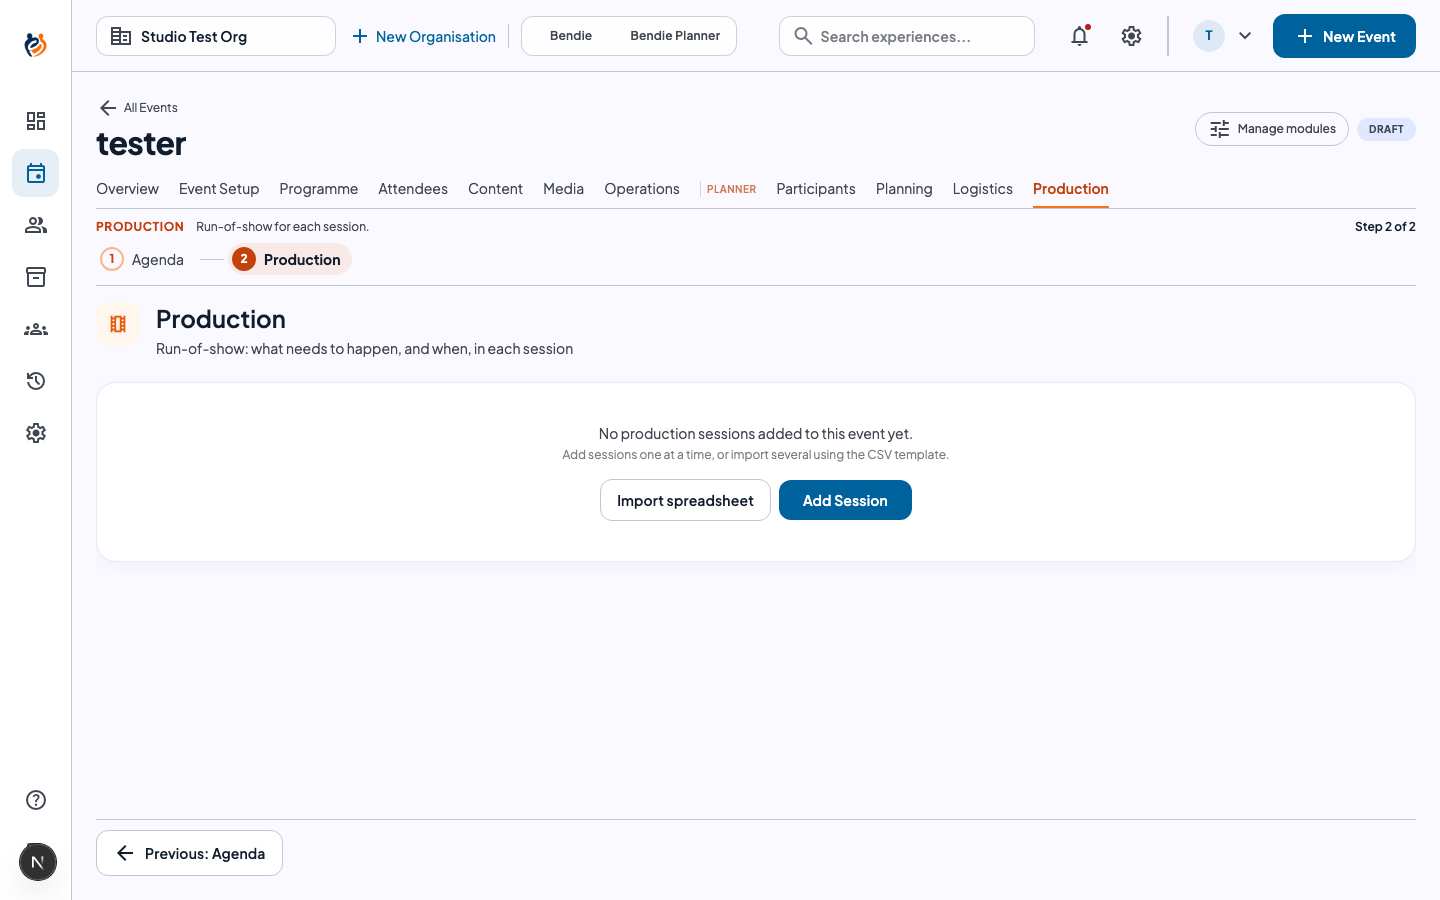 Studio Test Org
New Organisation
Bendie
Bendie Planner
Search experiences...
T
New Event
All Events
tester
Manage modules
DRAFT
Overview
Event Setup
Programme
Attendees
Content
Media
Operations
PLANNER
Participants
Planning
Logistics
Production
PRODUCTION
Run-of-show for each session.
Step 2 of 2
1
Agenda
2
Production
Production
Run-of-show: what needs to happen, and when, in each session
No production sessions added to this event yet.
Add sessions one at a time, or import several using the CSV template.
Import spreadsheet
Add Session
Previous: Agenda
N